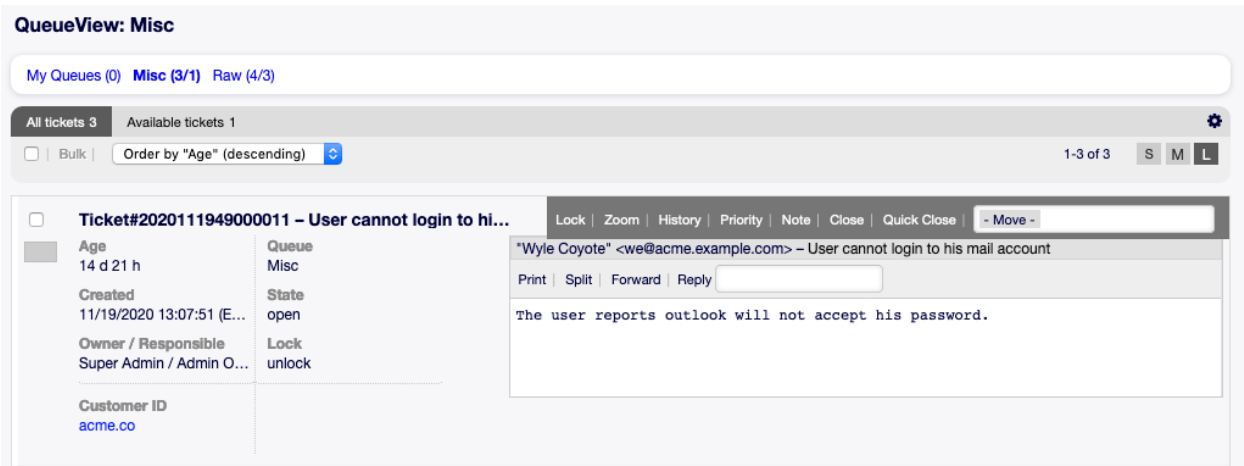 QueueView: Misc
My Queues (0) Misc (3/1) Raw (4/3)
All tickets 3 Available tickets 1
| Bulk | Order by "Age" (descending) 1-3 of 3 S M L
Ticket#2020111949000011 – User cannot login to hi… Lock | Zoom | History | Priority | Note | Close | Quick Close | - Move -
"Wyle Coyote" <we@acme.example.com> – User cannot login to his mail account
Print | Split | Forward | Reply
The user reports outlook will not accept his password.
Age
14 d 21 h
Created
11/19/2020 13:07:51 (E…
Owner / Responsible
Super Admin / Admin O…
Customer ID
acme.co
Queue
Misc
State
open
Lock
unlock